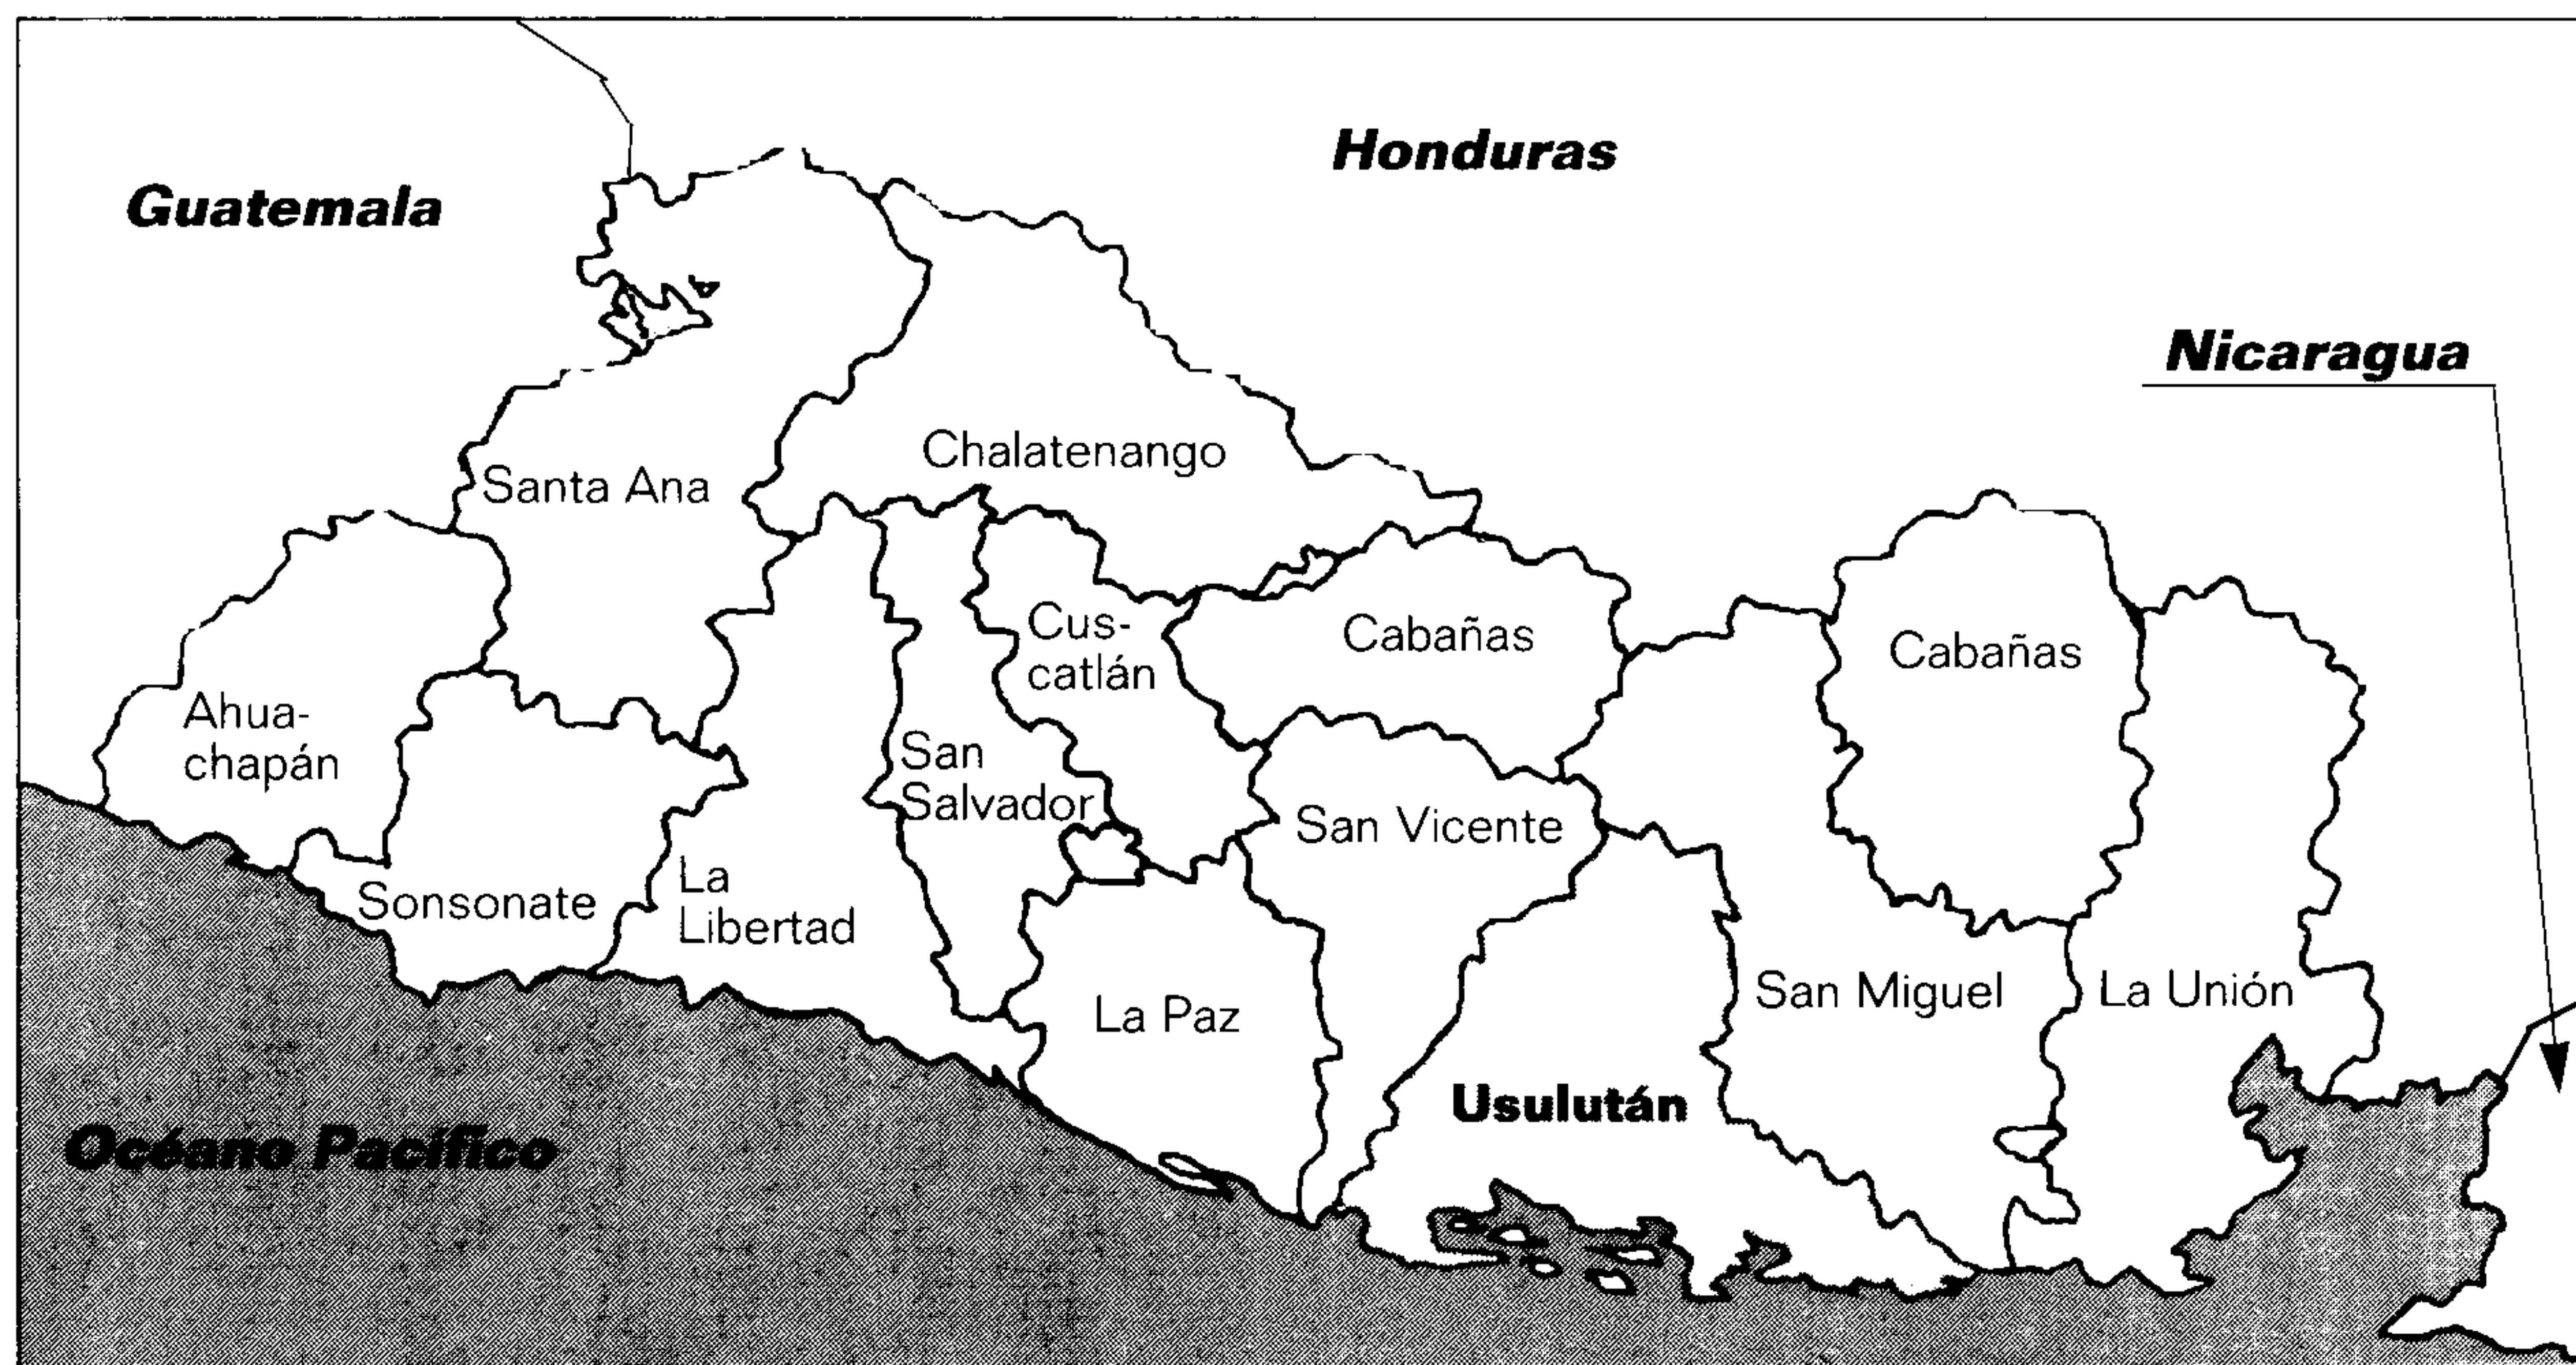 Honduras
Guatemala
Nicaragua
Chalatenango
Santa Ana
Cus-
catlán
Cabañas
Cabañas
Ahua-
chapán
San
Salvador
San Vicente
La
Libertad
Sonsonate
San Miguel
La Unión
La Paz
Usulután
Océano Pacífico